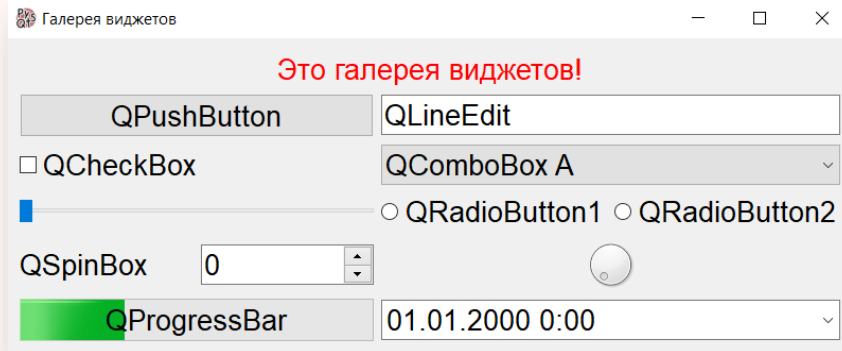 Галерея виджетов
Это галерея виджетов!
QPushButton QLineEdit
QCheckBox QComboBox A
QRadioButton1 QRadioButton2
QSpinBox 0
QProgressBar 01.01.2000 0:00